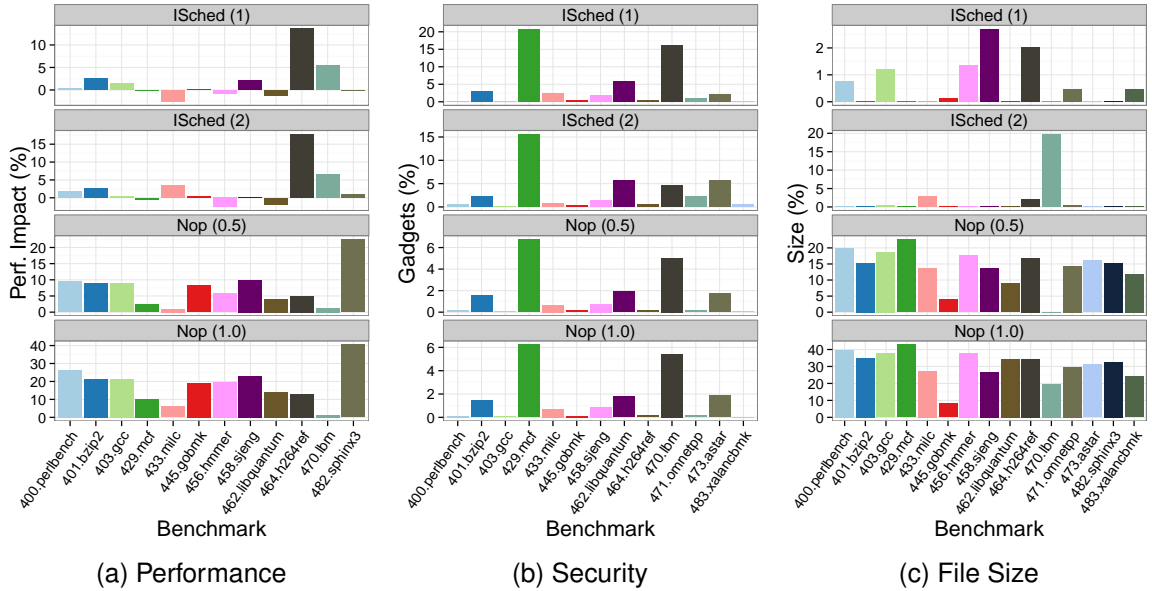 ISched (1)
10
5
0
ISched (2)
15
10
5
0
Nop (0.5)
20
15
10
5
0
Nop (1.0)
40
30
20
10
0
Perf. Impact (%)
400.perlbench
401.bzip2
403.gcc
429.mcf
433.milc
445.gobmk
456.hmmer
458.sjeng
462.libquantum
464.h264ref
470.lbm
482.sphinx3
Benchmark
(a) Performance
ISched (1)
20
15
10
5
0
ISched (2)
15
10
5
0
Nop (0.5)
6
4
2
0
Nop (1.0)
6
4
2
0
Gadgets (%)
400.perlbench
401.bzip2
403.gcc
429.mcf
433.milc
445.gobmk
458.sjeng
462.libquantum
464.h264ref
470.lbm
471.omnetpp
473.astar
483.xalancbmk
Benchmark
(b) Security
ISched (1)
2
1
0
ISched (2)
20
15
10
5
0
Nop (0.5)
20
15
10
5
0
Nop (1.0)
40
30
20
10
0
Size (%)
400.perlbench
401.bzip2
403.gcc
429.mcf
433.milc
445.gobmk
456.hmmer
458.sjeng
462.libquantum
464.h264ref
470.lbm
471.omnetpp
473.astar
482.sphinx3
483.xalancbmk
Benchmark
(c) File Size